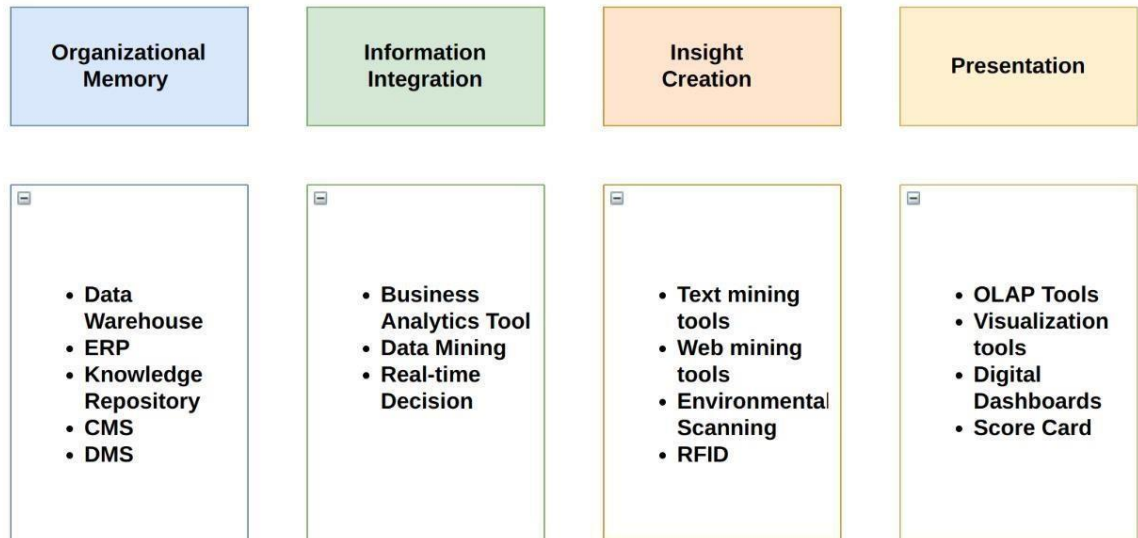 Organizational
Memory
Information
Integration
Insight
Creation
Presentation
• Data
Warehouse
• ERP
• Knowledge
Repository
• CMS
• DMS
• Business
Analytics Tool
• Data Mining
• Real-time
Decision
• Text mining
tools
• Web mining
tools
• Environmental
Scanning
• RFID
• OLAP Tools
• Visualization
tools
• Digital
Dashboards
• Score Card